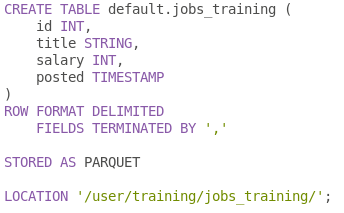 CREATE TABLE default.jobs_training (
    id INT,
    title STRING,
    salary INT,
    posted TIMESTAMP
)
ROW FORMAT DELIMITED
    FIELDS TERMINATED BY ','
STORED AS PARQUET
LOCATION '/user/training/jobs_training/';